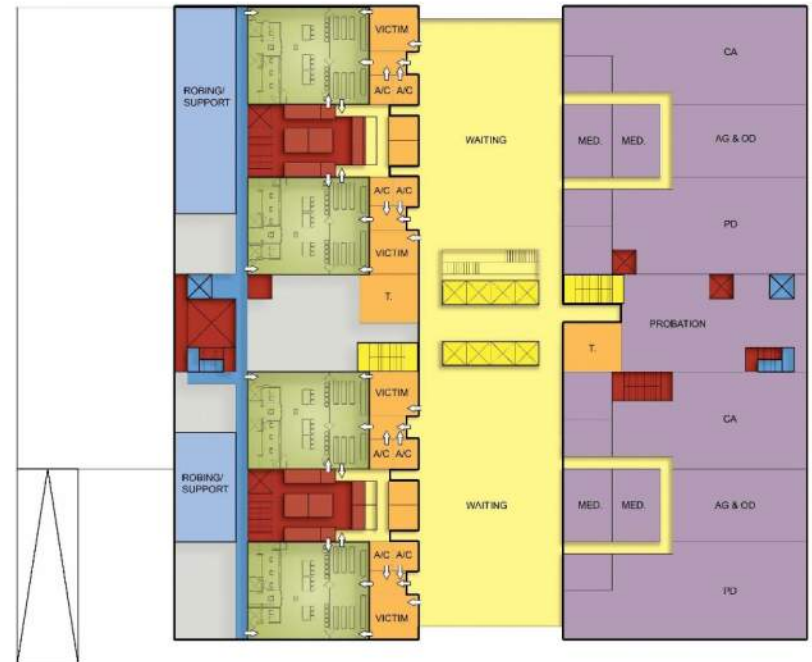 VICTIM
A/C A/C
ROBING/
SUPPORT
CA
WAITING
MED. MED. AG & OD
A/C A/C
VICTIM
PD
T.
PROBATION
T.
VICTIM
A/C A/C
CA
ROBING/
SUPPORT
WAITING
MED. MED. AG & OD
A/C A/C
VICTIM
PD